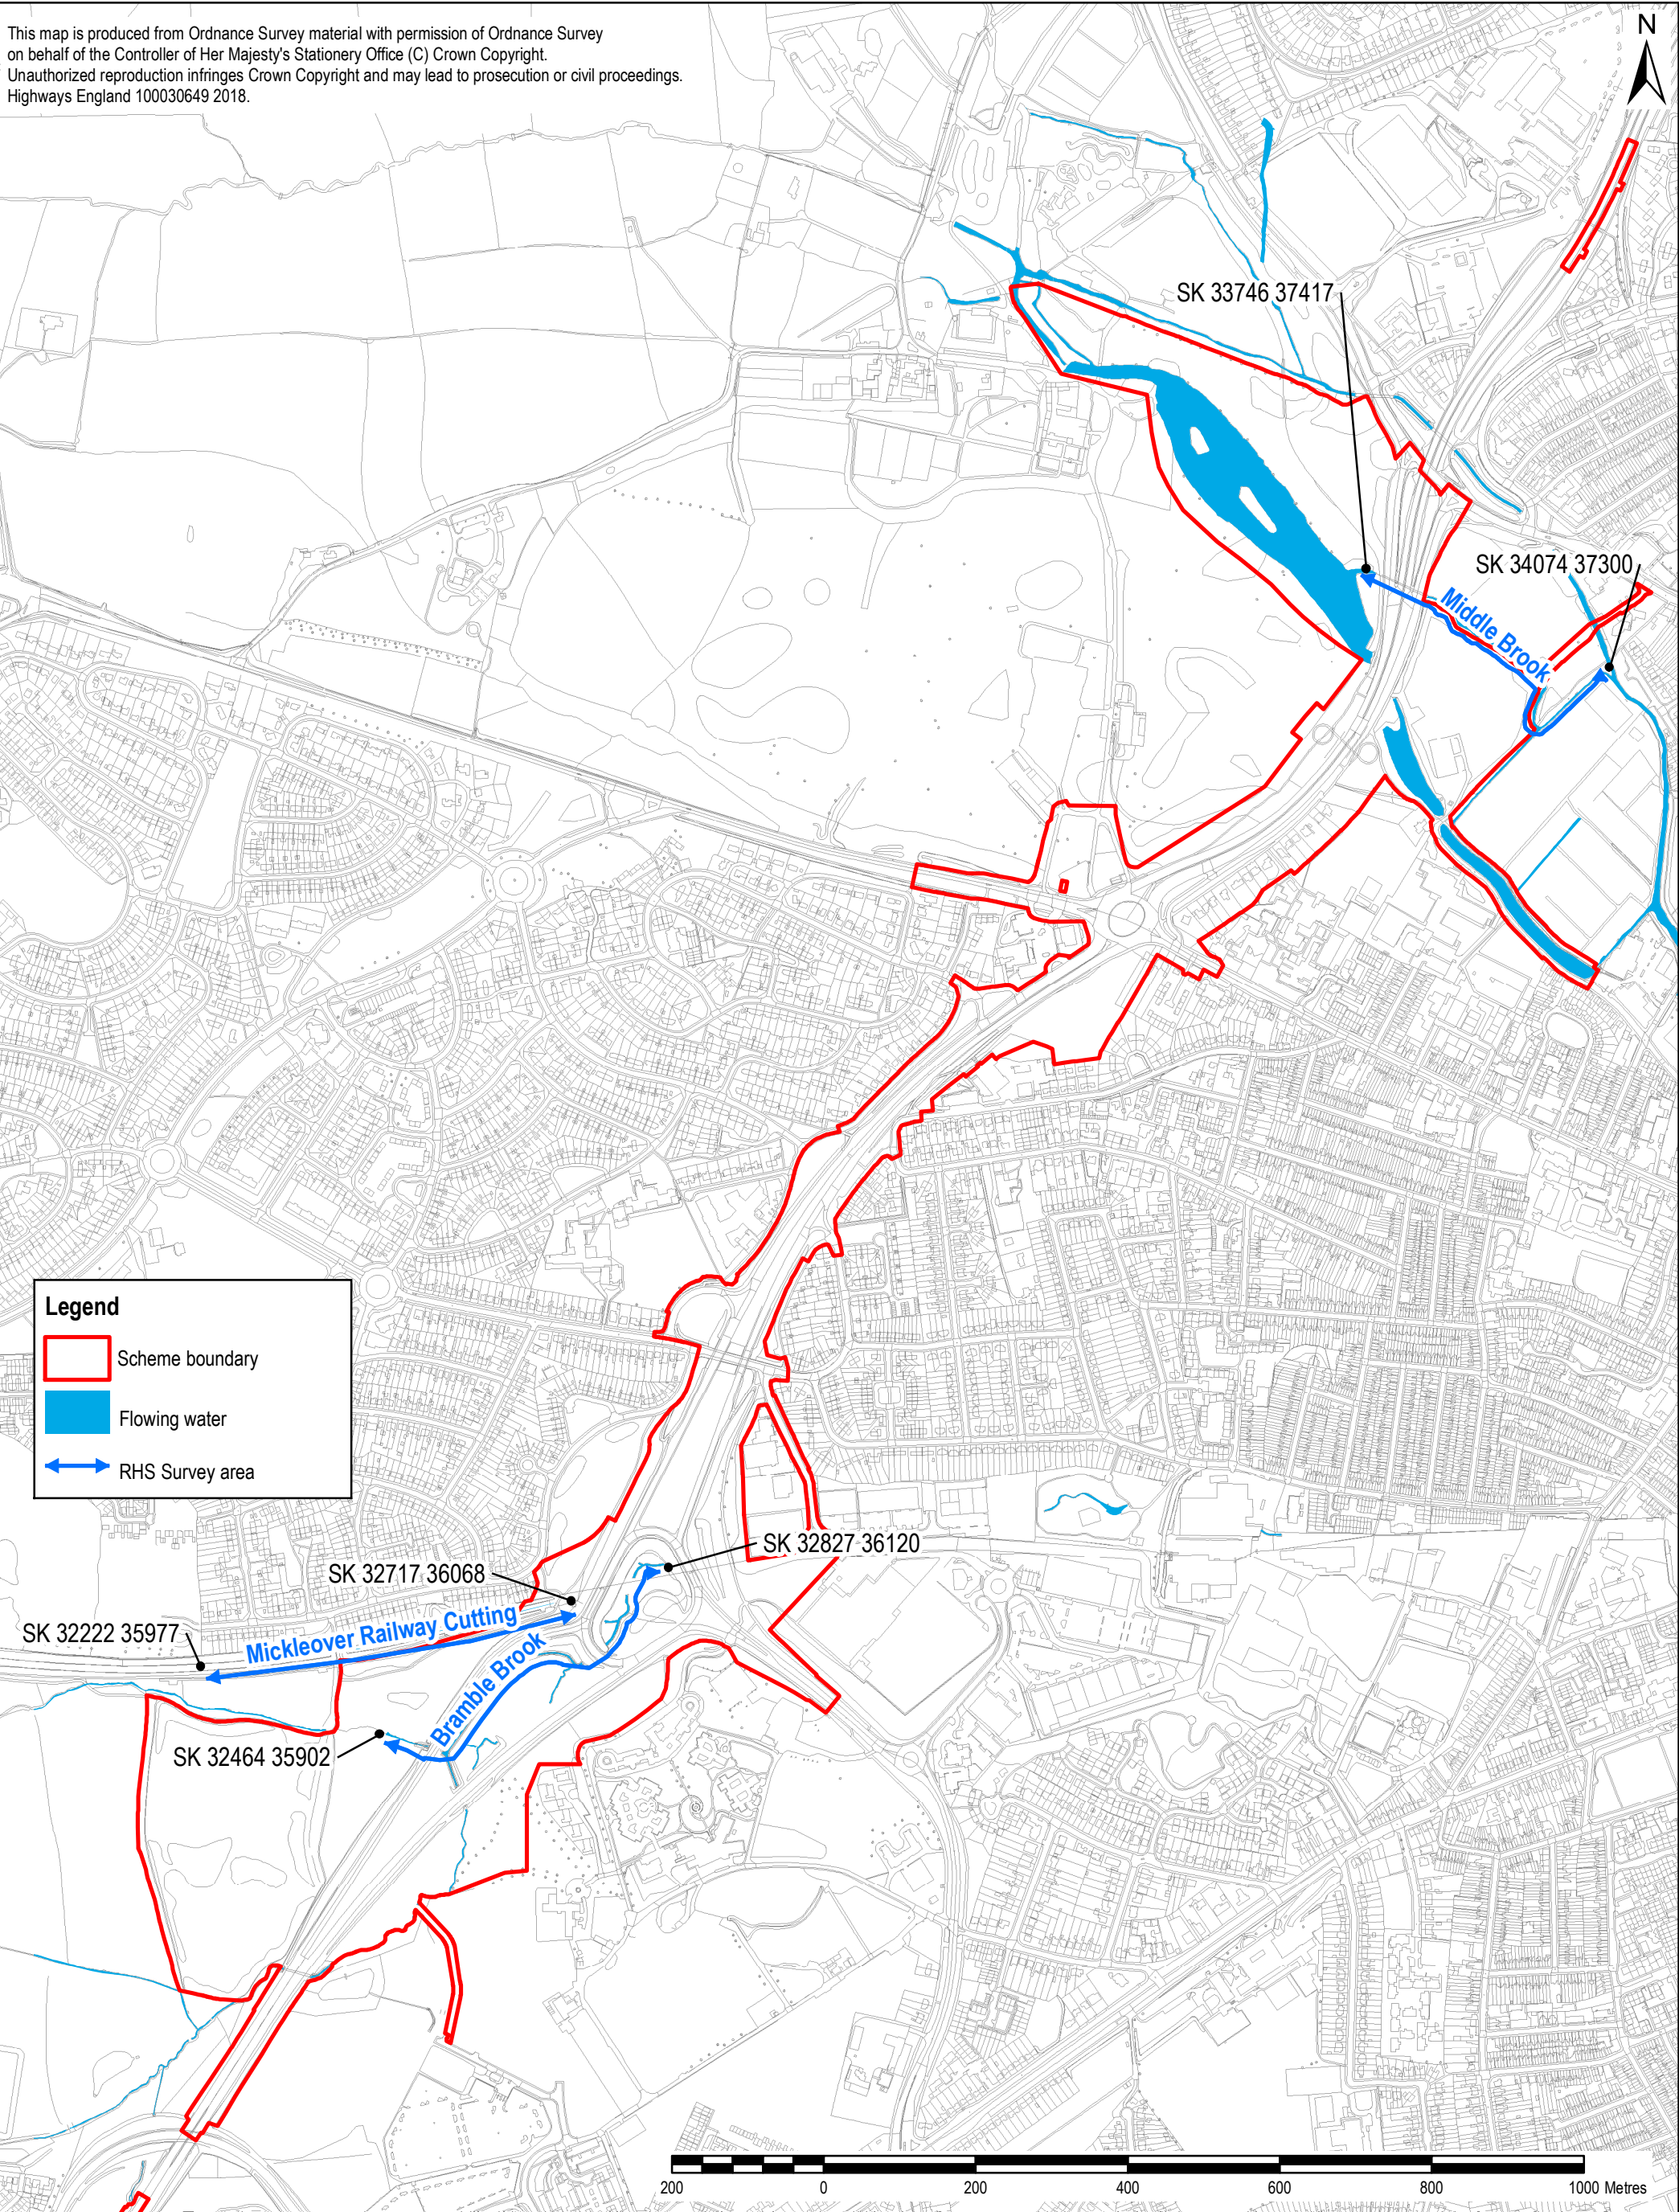 This map is produced from Ordnance Survey material with permission of Ordnance Survey
on behalf of the Controller of Her Majesty's Stationery Office (C) Crown Copyright.
Unauthorized reproduction infringes Crown Copyright and may lead to prosecution or civil proceedings.
Highways England 100030649 2018.
N
SK 33746 37417
SK 34074 37300
Middle Brook
Legend
Scheme boundary
Flowing water
RHS Survey area
SK 32827 36120
SK 32717 36068
SK 32222 35977
Mickleover Railway Cutting
Bramble Brook
SK 32464 35902
200 0 200 400 600 800 1000 Metres